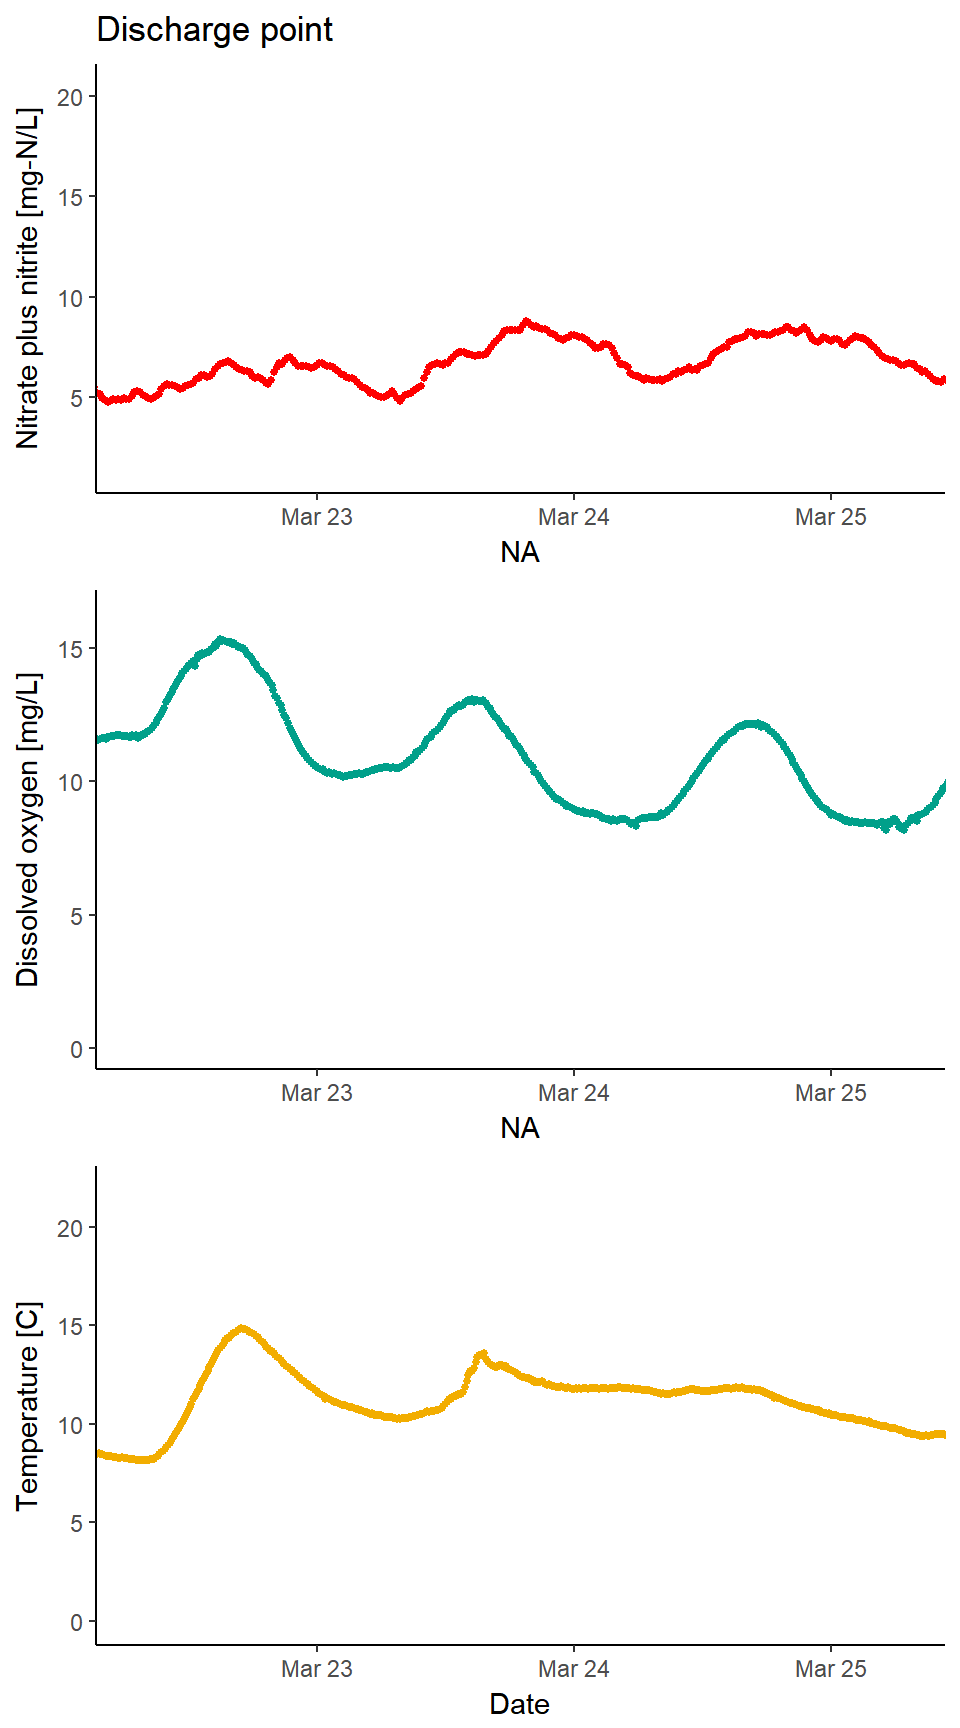 Discharge point
Nitrate plus nitrite [mg-N/L]
20
15
10
5
Mar 23 Mar 24 Mar 25
NA
Dissolved oxygen [mg/L]
15
10
5
0
Mar 23 Mar 24 Mar 25
NA
Temperature [C]
20
15
10
5
0
Mar 23 Mar 24 Mar 25
Date